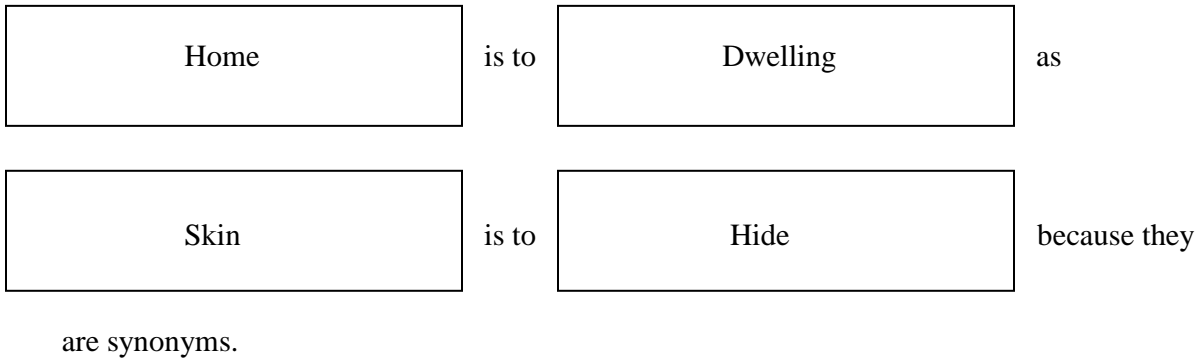 Home is to Dwelling as
Skin is to Hide because they
are synonyms.